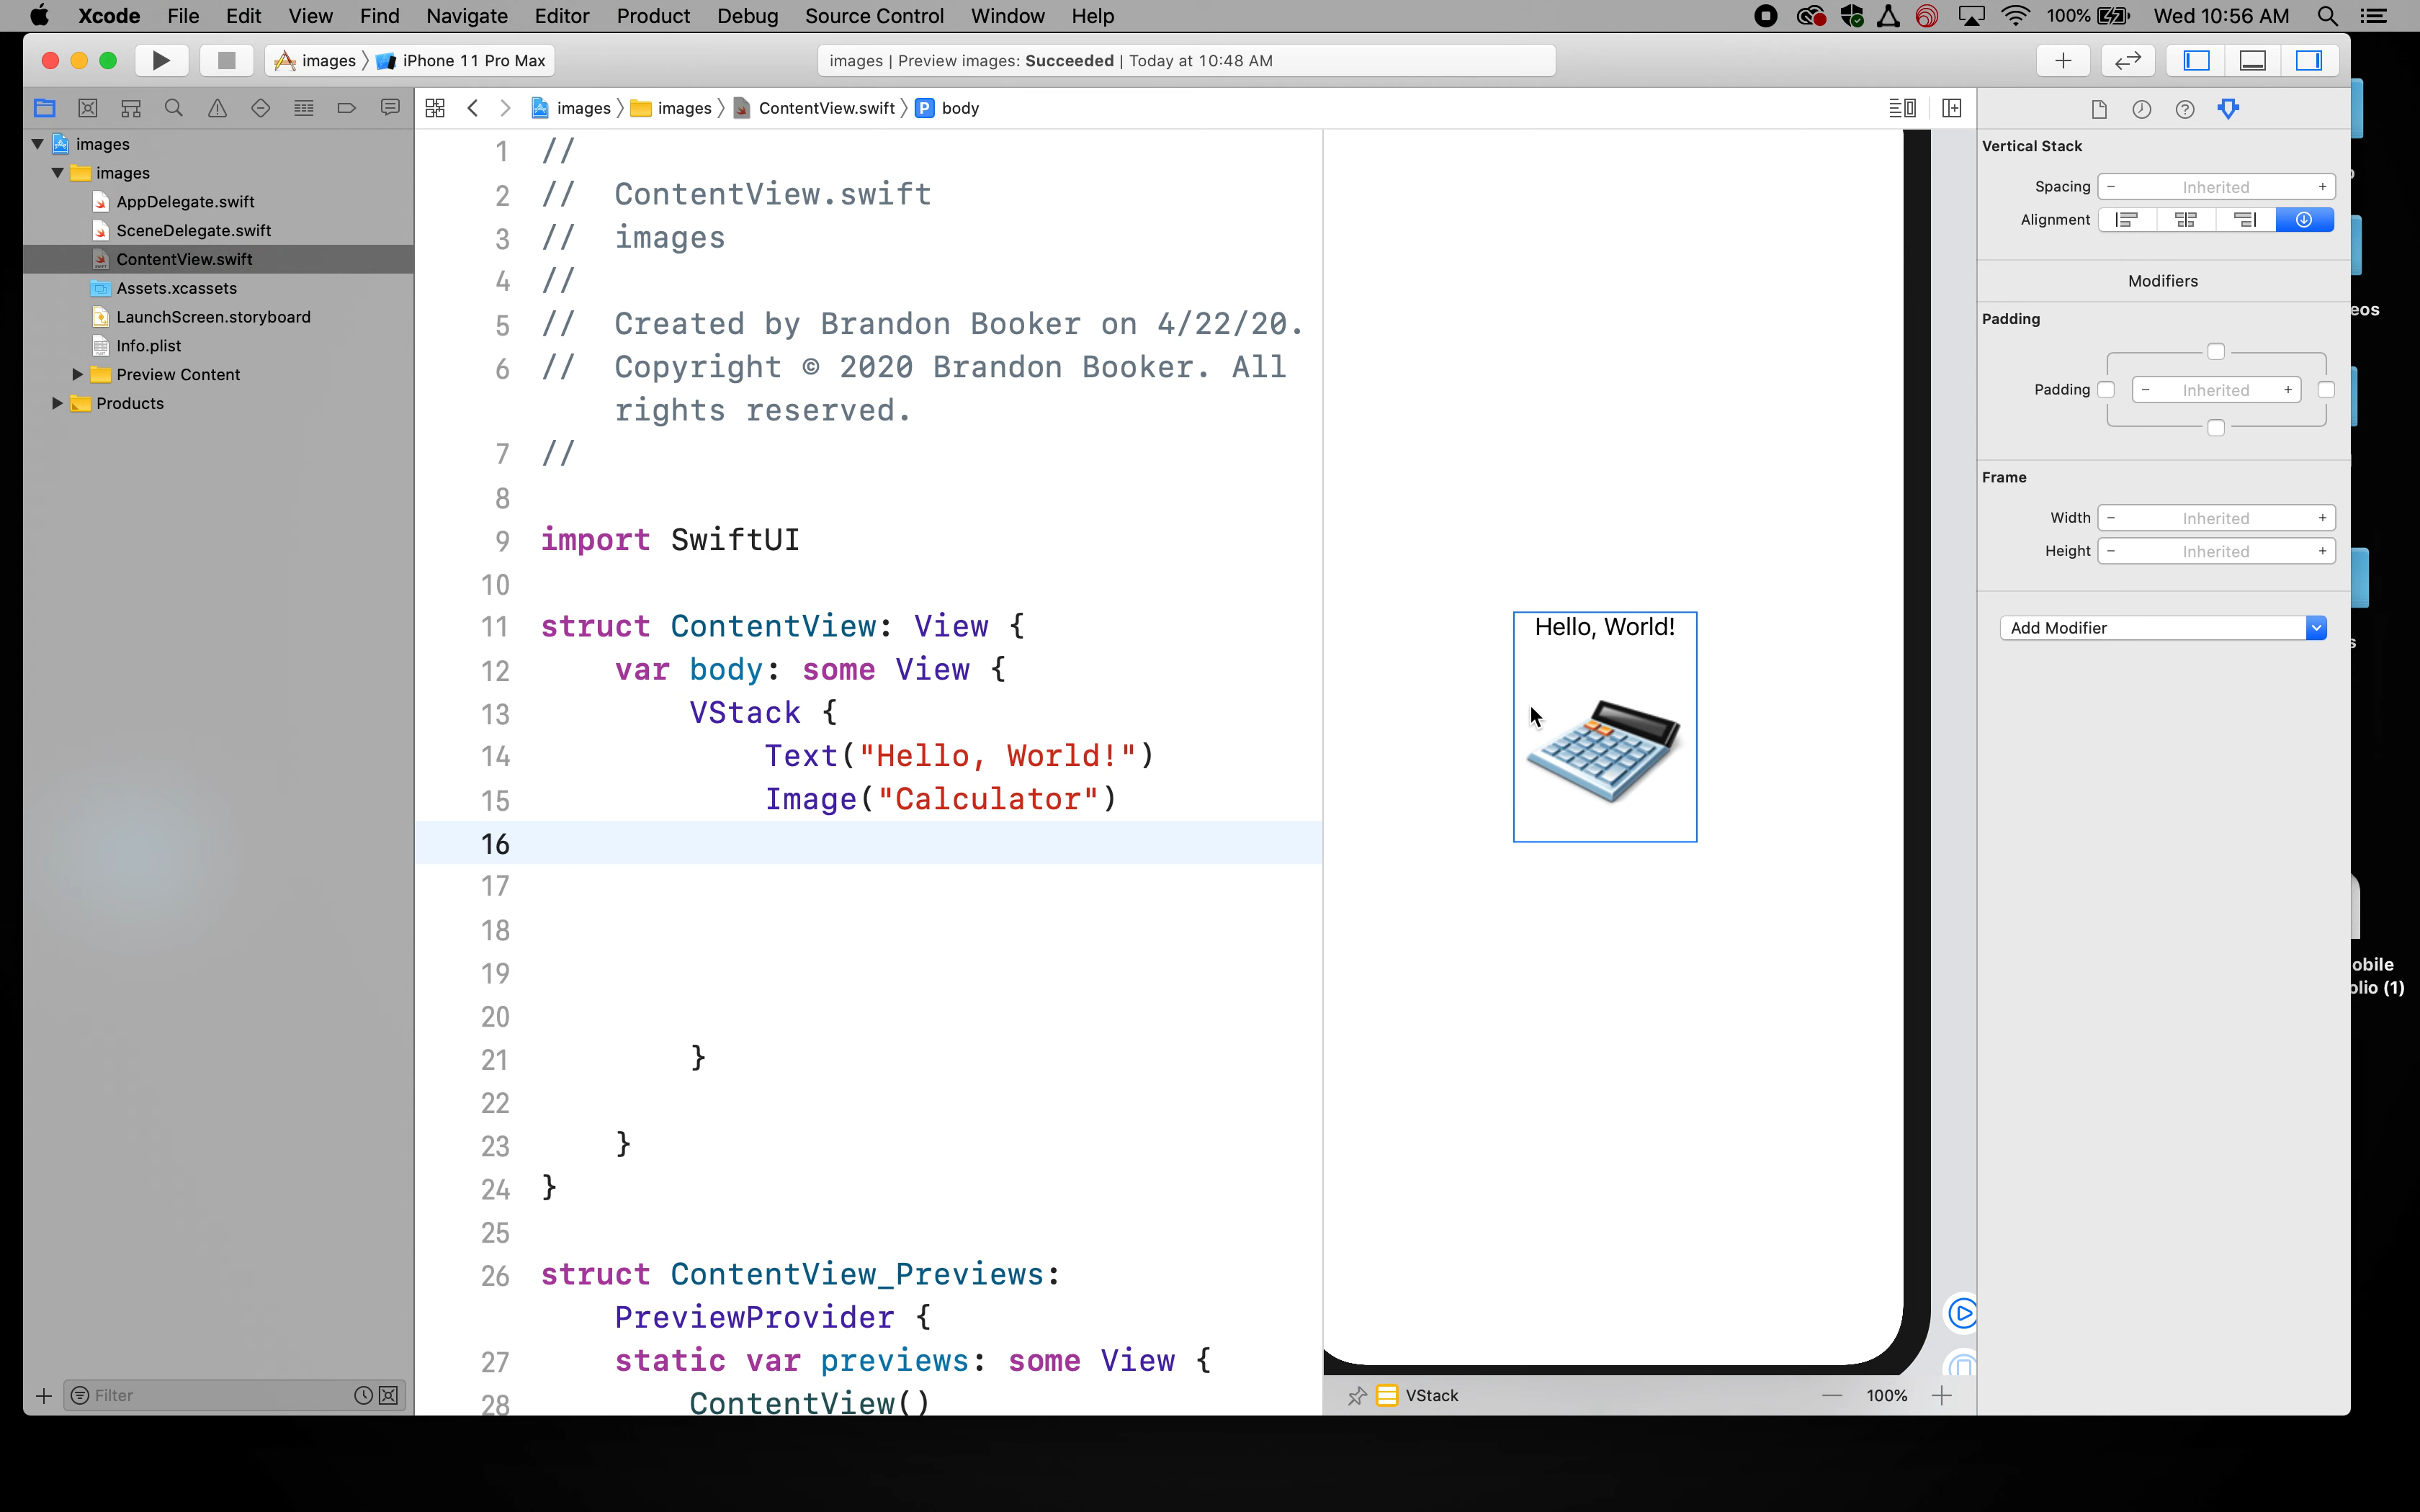 Xcode File Edit View Find Navigate Editor Product Debug Source Control Window Help 100% Wed 10:56 AM
images iPhone 11 Pro Max images | Preview images: Succeeded | Today at 10:48 AM
images images ContentView.swift P body
images
images
AppDelegate.swift
SceneDelegate.swift
ContentView.swift
Assets.xcassets
LaunchScreen.storyboard
Info.plist
Preview Content
Products
Filter
1 //
2 // ContentView.swift
3 // images
4 //
5 // Created by Brandon Booker on 4/22/20.
6 // Copyright © 2020 Brandon Booker. All
rights reserved.
7 //
8
9 import SwiftUI
10
11 struct ContentView: View {
12 var body: some View {
13 VStack {
14 Text("Hello, World!")
15 Image("Calculator")
16
17
18
19
20
21 }
22
23 }
24 }
25
26 struct ContentView_Previews:
PreviewProvider {
27 static var previews: some View {
28 ContentView()
Hello, World!
VStack 100%
Vertical Stack
Spacing - Inherited +
Alignment
Modifiers
Padding
Padding - Inherited +
Frame
Width - Inherited +
Height - Inherited +
Add Modifier
eos
s
obile
olio (1)